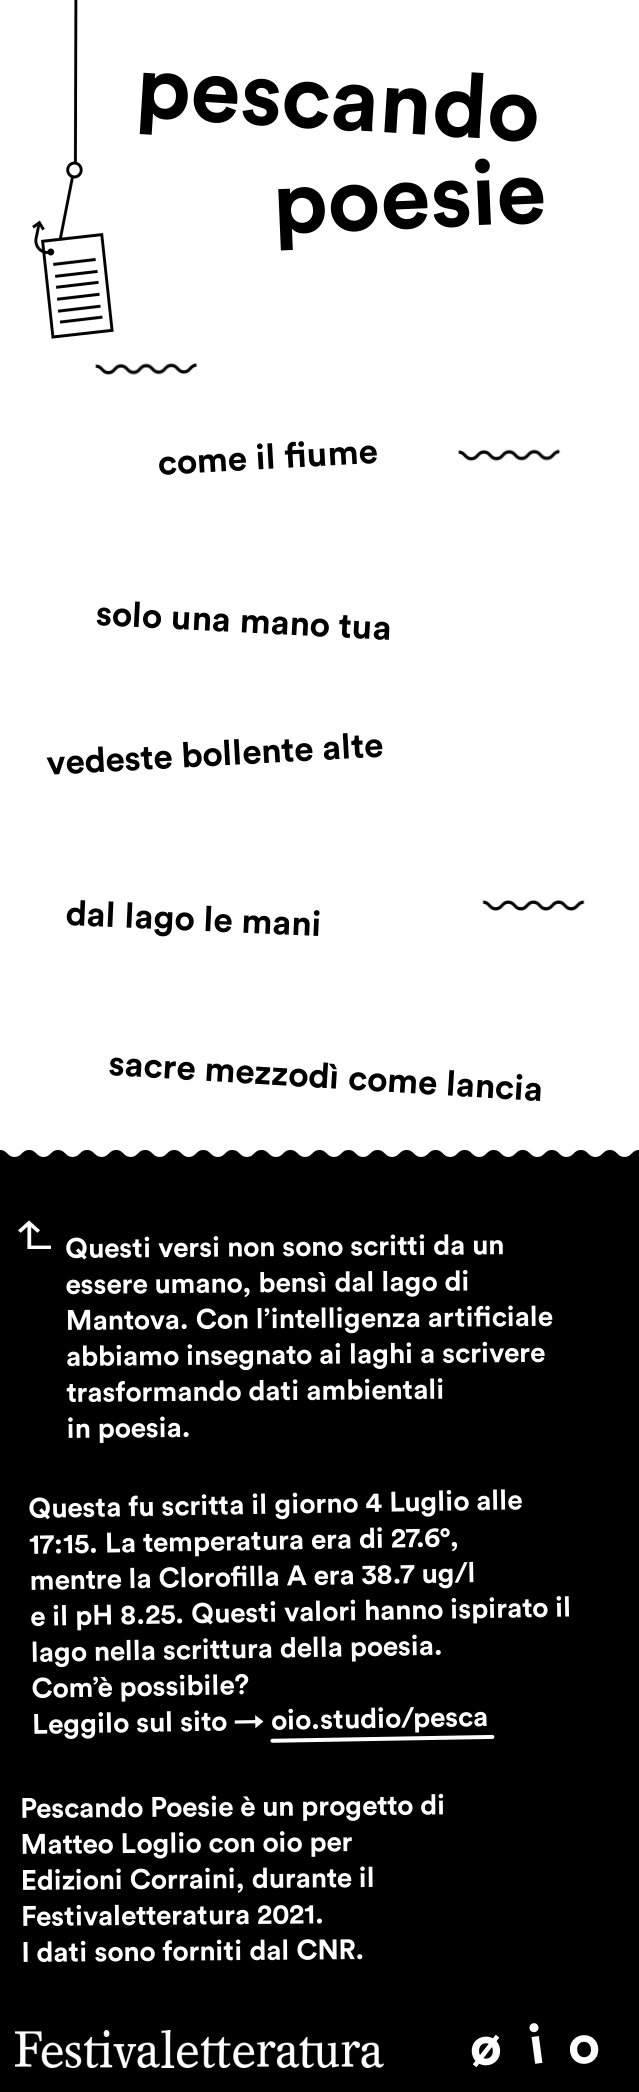 pescando
poesie
come il fiume
solo una mano tua
vedeste bollente alte
dal lago le mani
sacre mezzodì come lancia
Questi versi non sono scritti da un
essere umano, bensì dal lago di
Mantova. Con l’intelligenza artificiale
abbiamo insegnato ai laghi a scrivere
trasformando dati ambientali
in poesia.
Questa fu scritta il giorno 4 Luglio alle
17:15. La temperatura era di 27.6°,
mentre la Clorofilla A era 38.7 ug/l
e il pH 8.25. Questi valori hanno ispirato il
lago nella scrittura della poesia.
Com’è possibile?
Leggilo sul sito → oio.studio/pesca
Pescando Poesie è un progetto di
Matteo Loglio con oio per
Edizioni Corraini, durante il
Festivaletteratura 2021.
I dati sono forniti dal CNR.
Festivaletteratura ø i o